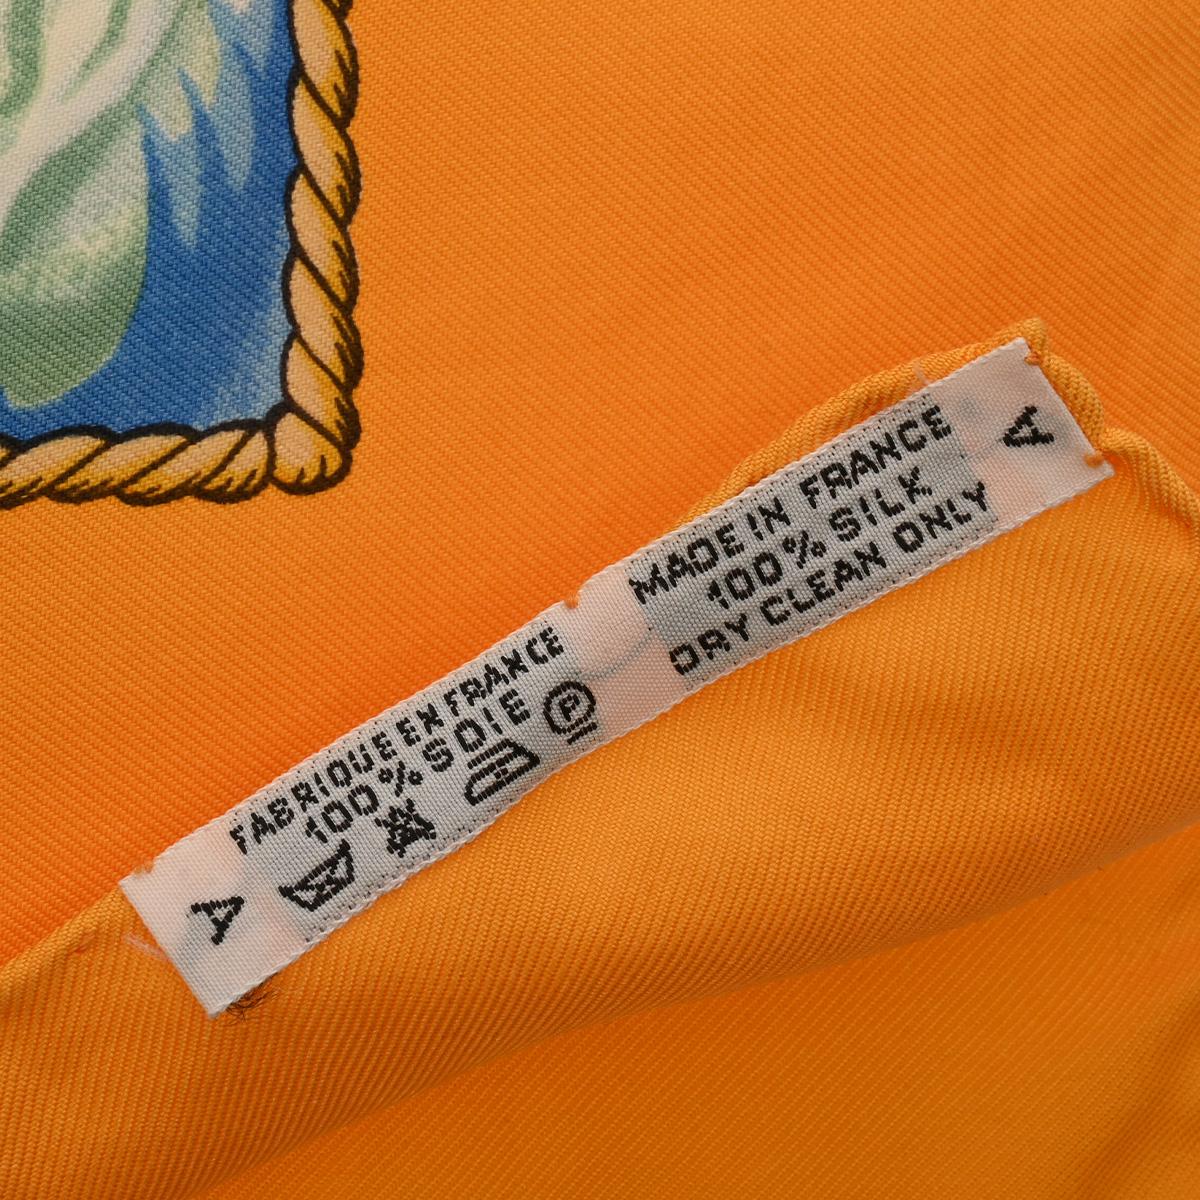 A
FABRIQUE EN FRANCE
100% SOIE
P
MADE IN FRANCE
100% SILK
DRY CLEAN ONLY
A